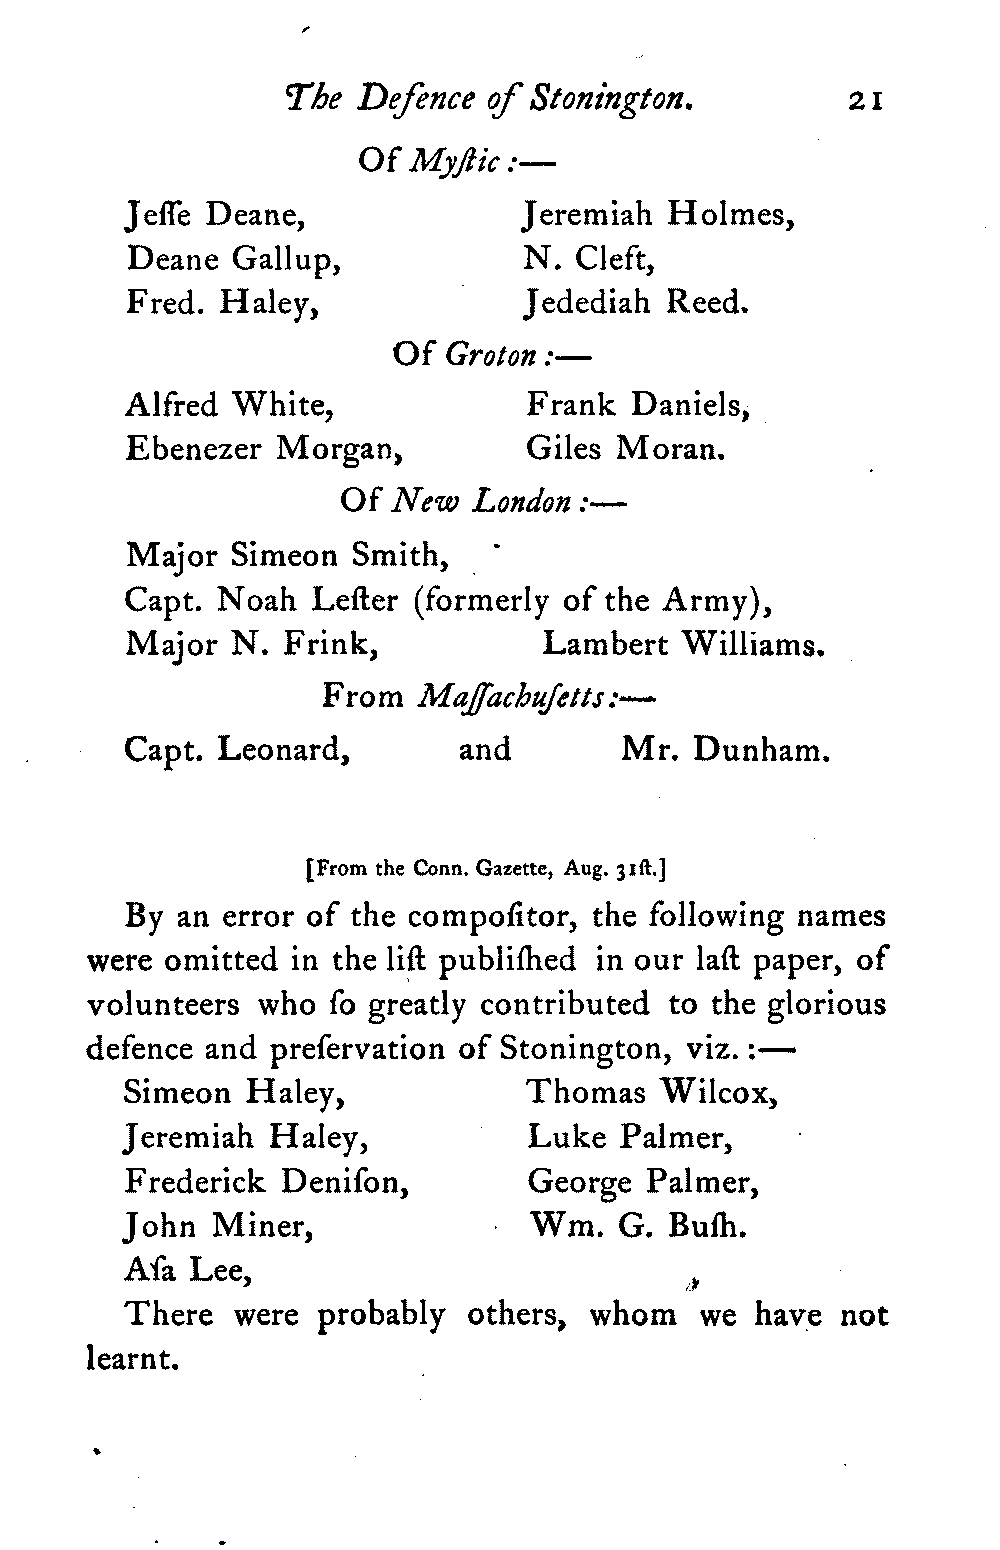 The Defence of Stonington. 21
Of Myſtic :—
Jeſſe Deane, Jeremiah Holmes,
Deane Gallup, N. Cleft,
Fred. Haley, Jedediah Reed.
Of Groton :—
Alfred White, Frank Daniels,
Ebenezer Morgan, Giles Moran.
Of New London :—
Major Simeon Smith,
Capt. Noah Leſter (formerly of the Army),
Major N. Frink, Lambert Williams.
From Maſſachuſetts :—
Capt. Leonard, and Mr. Dunham.
[From the Conn. Gazette, Aug. 31ſt.]
By an error of the compoſitor, the following names
were omitted in the liſt publiſhed in our laſt paper, of
volunteers who ſo greatly contributed to the glorious
defence and preſervation of Stonington, viz. :—
Simeon Haley, Thomas Wilcox,
Jeremiah Haley, Luke Palmer,
Frederick Deniſon, George Palmer,
John Miner, Wm. G. Buſh.
Aſa Lee,
There were probably others, whom we have not
learnt.